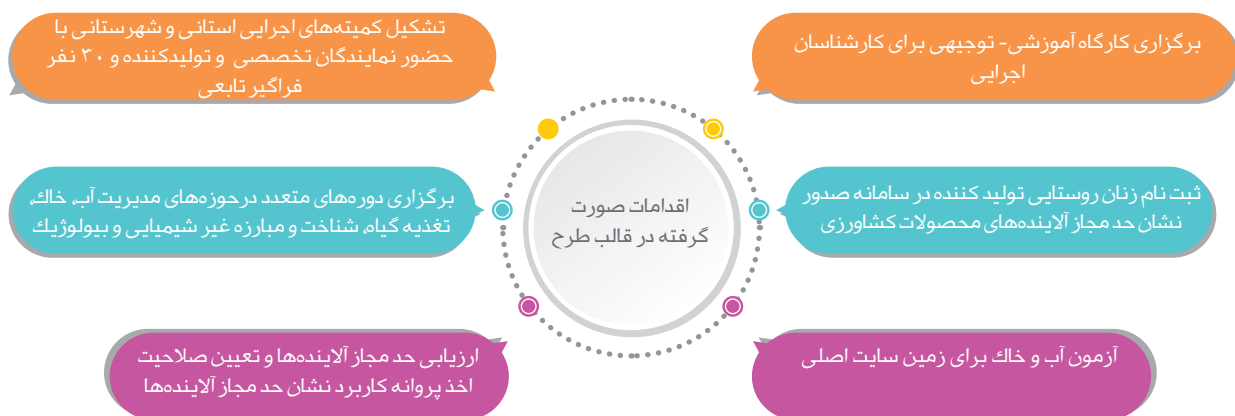 برگزاری کارگاه آموزشی- توجیهی برای کارشناسان
اجرایی
تشکیل کمیته‌های اجرایی استانی و شهرستانی با
حضور نمایندگان تخصصی و تولیدکننده و ۳۰ نفر
فراگیر تابعی
ثبت نام زنان روستایی تولید کننده در سامانه صدور
نشان حد مجاز آلاینده‌های محصولات کشاورزی
اقدامات صورت
گرفته در قالب طرح
برگزاری دوره‌های متعدد درحوزه‌های مدیریت آب، خاک،
تغذیه گیاه، شناخت و مبارزه غیر شیمیایی و بیولوژیک
آزمون آب و خاک برای زمین سایت اصلی
ارزیابی حد مجاز آلاینده‌ها و تعیین صلاحیت
اخذ پروانه کاربرد نشان حد مجاز آلاینده‌ها